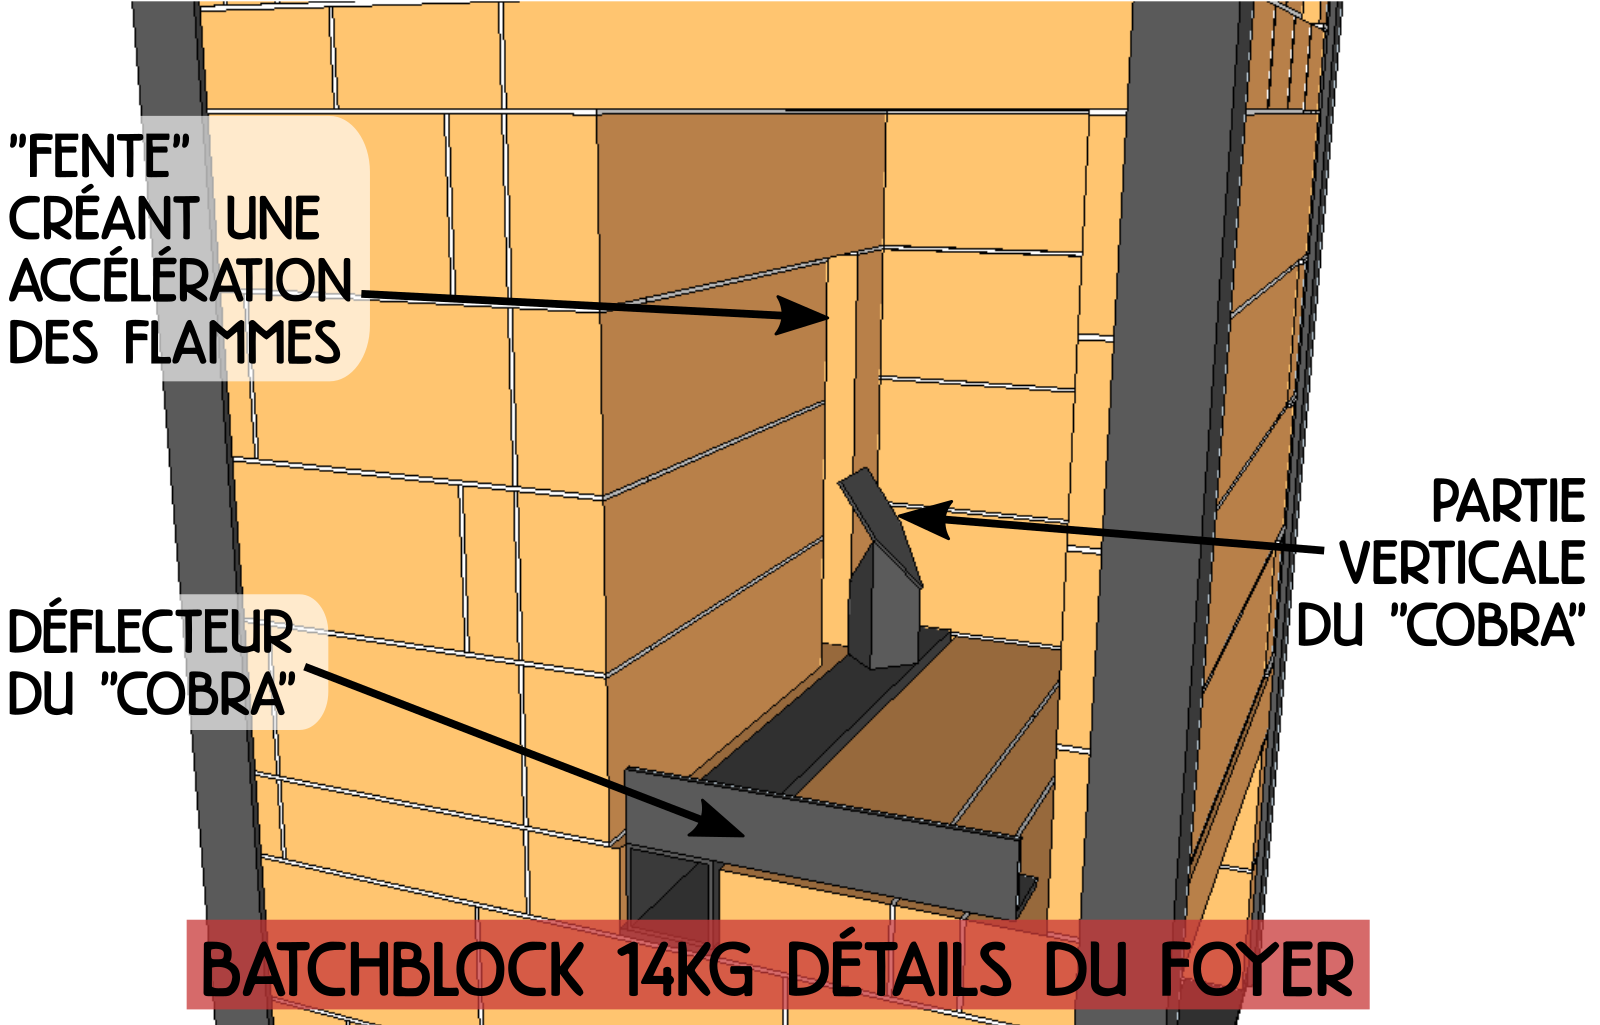 "FENTE"
CRÉANT UNE
ACCÉLÉRATION
DES FLAMMES
PARTIE
VERTICALE
DU "COBRA"
DÉFLECTEUR
DU "COBRA"
BATCHBLOCK 14KG DÉTAILS DU FOYER